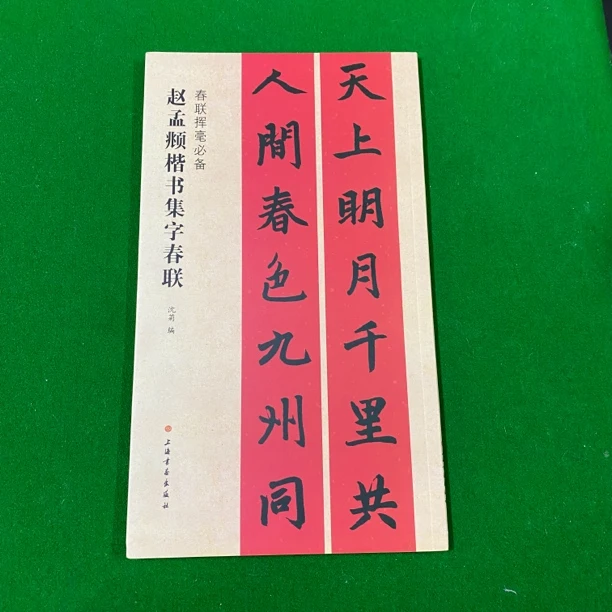 天上明月千里共
人間春色九州同
春联挥毫必备
赵孟頫楷书集字春联
沈菊 编
上海书画出版社